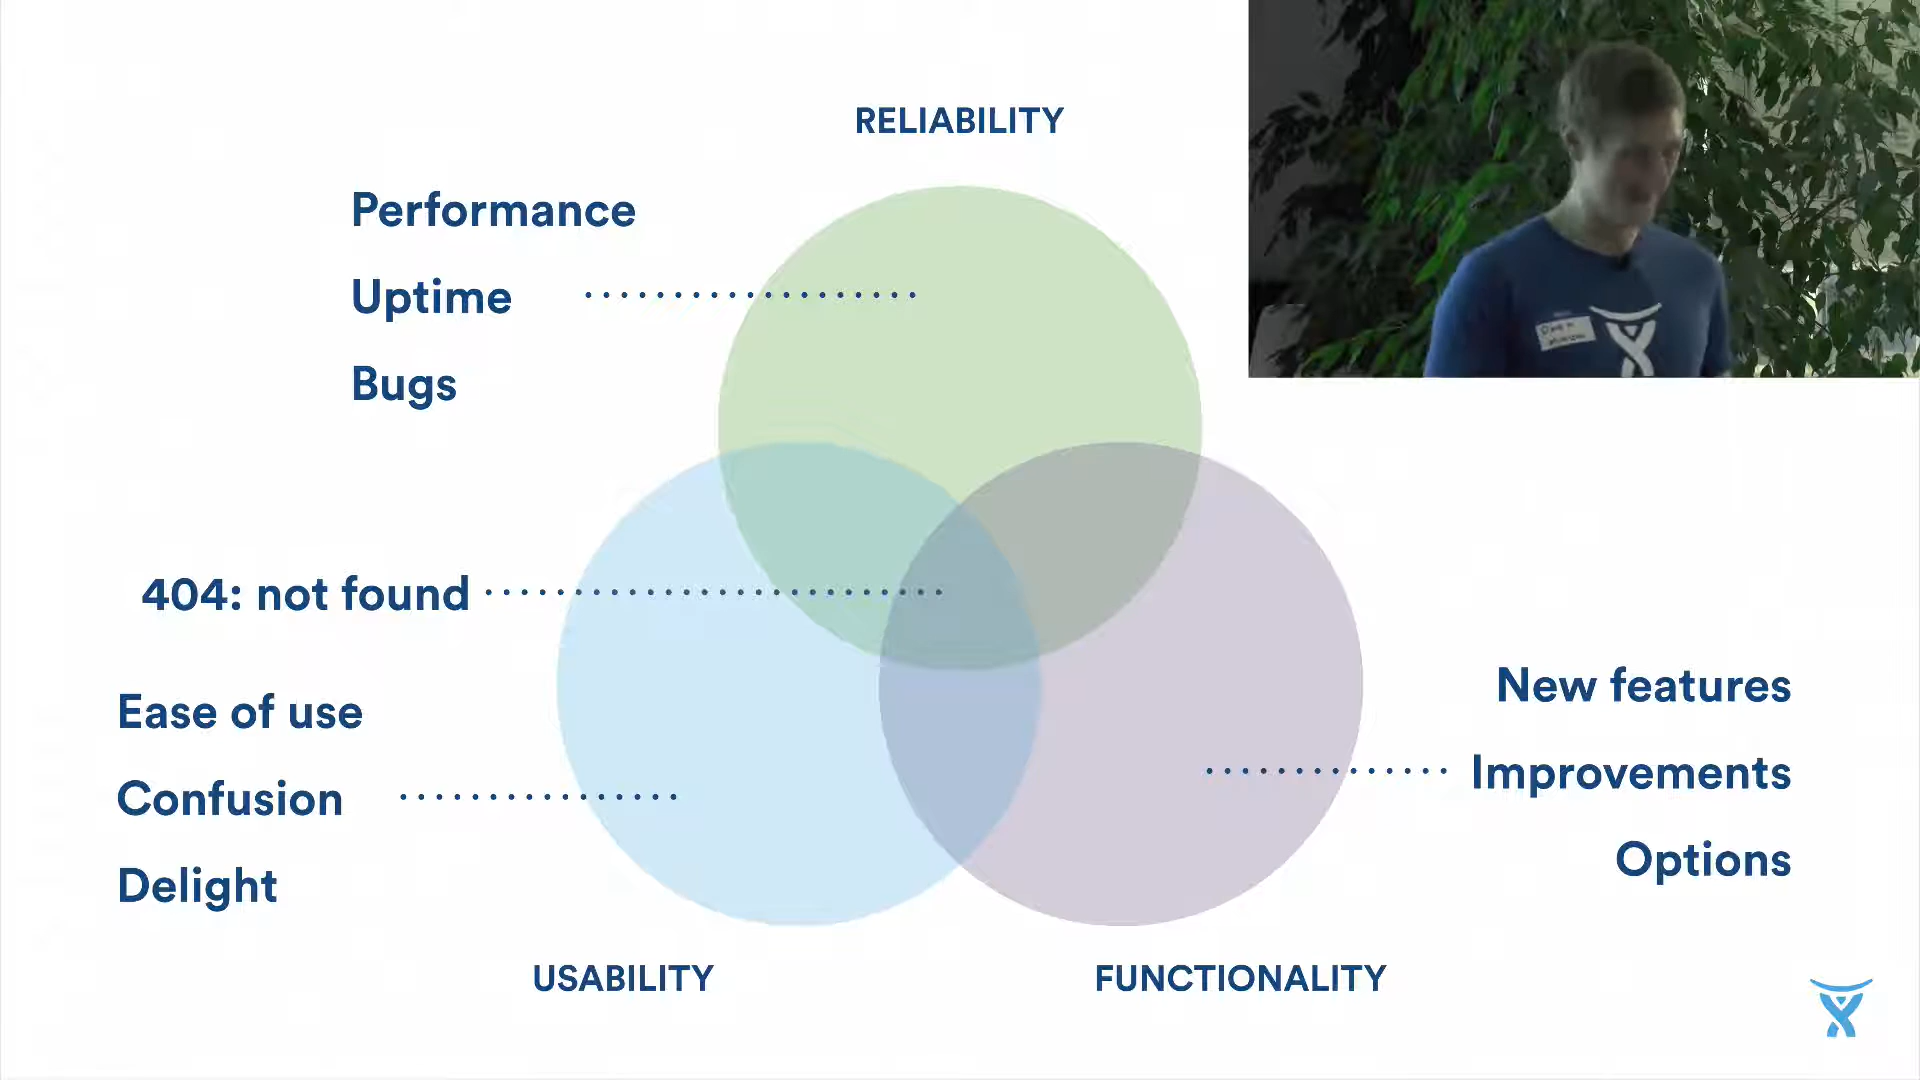 RELIABILITY
Performance
Uptime
Bugs
404: not found
Ease of use
Confusion
Delight
New features
Improvements
Options
USABILITY
FUNCTIONALITY